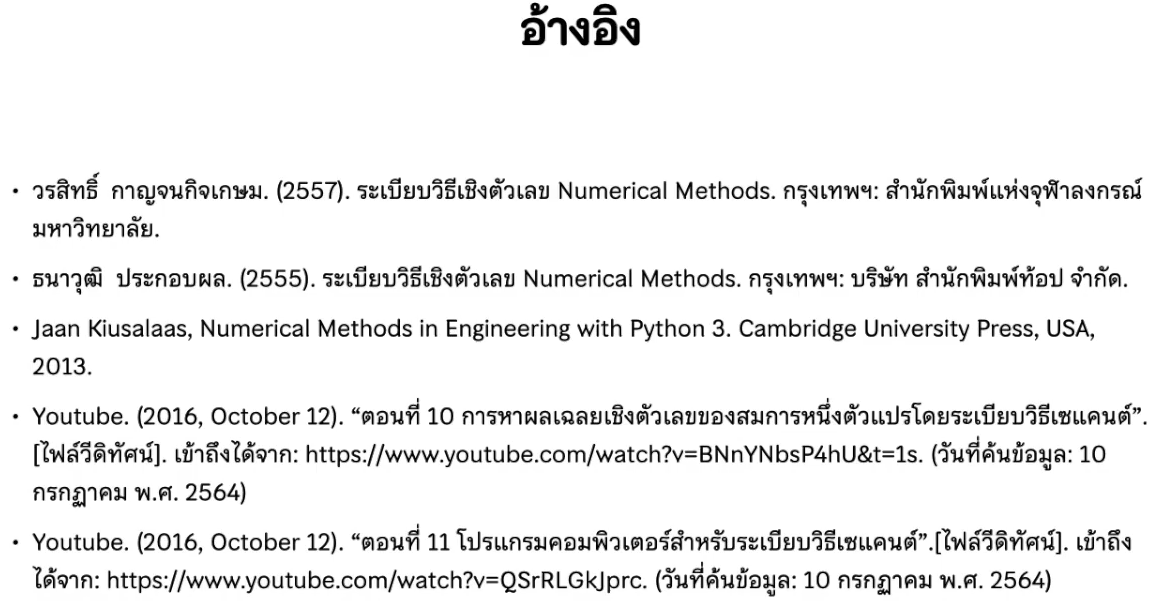 อ้างอิง
• วรสิทธิ์ กาญจนกิจเกษม. (2557). ระเบียบวิธีเชิงตัวเลข Numerical Methods. กรุงเทพฯ: สำนักพิมพ์แห่งจุฬาลงกรณ์
มหาวิทยาลัย.
• ธนาวุฒิ ประกอบผล. (2555). ระเบียบวิธีเชิงตัวเลข Numerical Methods. กรุงเทพฯ: บริษัท สำนักพิมพ์ท้อป จำกัด.
• Jaan Kiusalaas, Numerical Methods in Engineering with Python 3. Cambridge University Press, USA,
2013.
• Youtube. (2016, October 12). “ตอนที่ 10 การหาผลเฉลยเชิงตัวเลขของสมการหนึ่งตัวแปรโดยระเบียบวิธีเซแคนต์”.
[ไฟล์วีดิทัศน์]. เข้าถึงได้จาก: https://www.youtube.com/watch?v=BNnYNbsP4hU&t=1s. (วันที่ค้นข้อมูล: 10
กรกฏาคม พ.ศ. 2564)
• Youtube. (2016, October 12). “ตอนที่ 11 โปรแกรมคอมพิวเตอร์สำหรับระเบียบวิธีเซแคนต์”.[ไฟล์วีดิทัศน์]. เข้าถึง
ได้จาก: https://www.youtube.com/watch?v=QSrRLGkJprc. (วันที่ค้นข้อมูล: 10 กรกฏาคม พ.ศ. 2564)